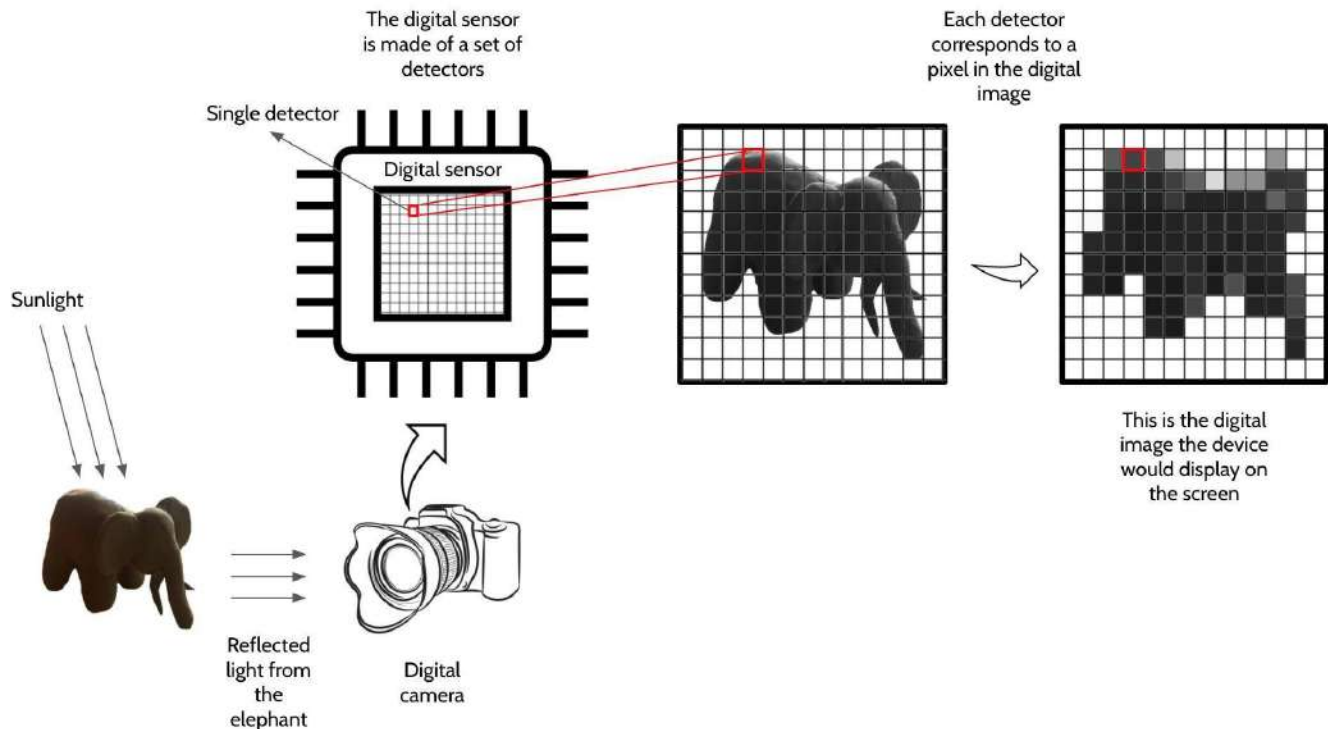 The digital sensor
is made of a set of
detectors
Each detector
corresponds to a
pixel in the digital
image
Single detector
Digital sensor
Sunlight
This is the digital
image the device
would display on
the screen
Reflected
light from
the
elephant
Digital
camera